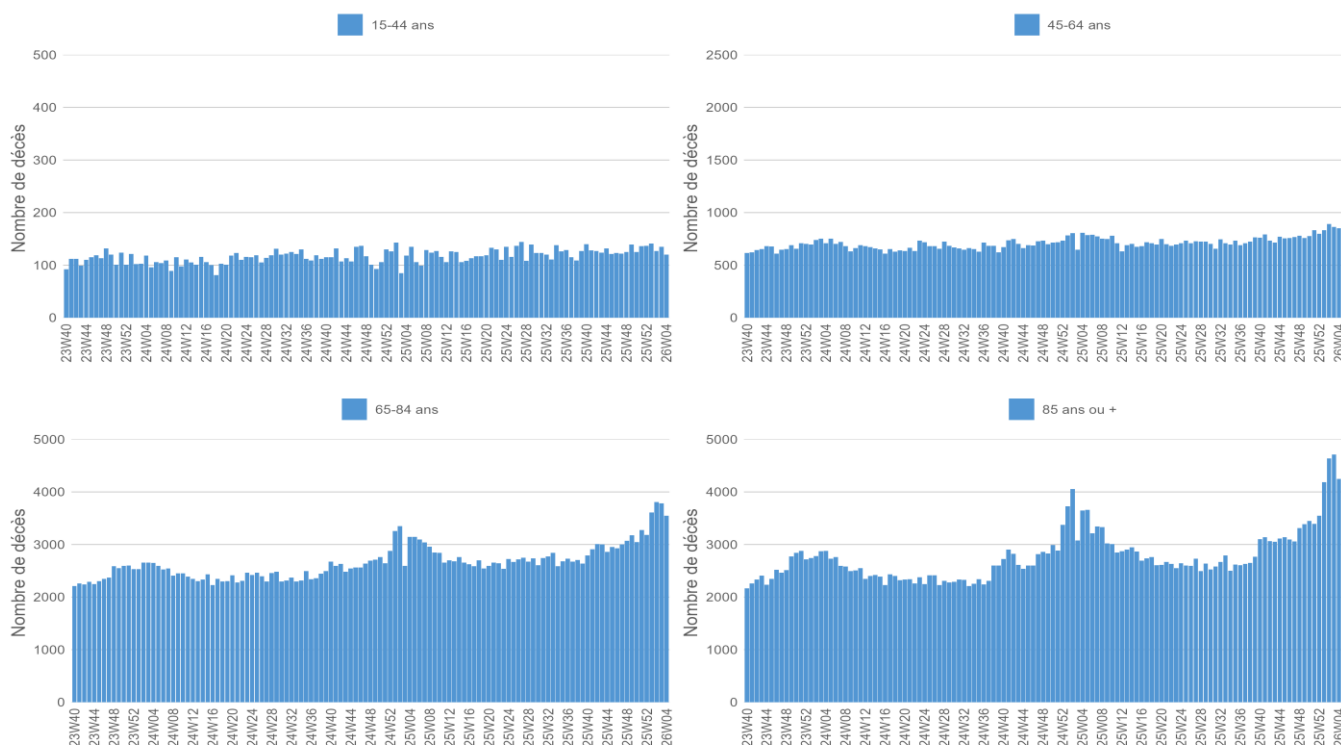 15-44 ans
Nombre de décès
500
400
300
200
100
0
23W40
23W44
23W48
23W52
24W04
24W08
24W12
24W16
24W20
24W24
24W28
24W32
24W36
24W40
24W44
24W48
24W52
25W04
25W08
25W12
25W16
25W20
25W24
25W28
25W32
25W36
25W40
25W44
25W48
25W52
26W04
45-64 ans
Nombre de décès
2500
2000
1500
1000
500
0
23W40
23W44
23W48
23W52
24W04
24W08
24W12
24W16
24W20
24W24
24W28
24W32
24W36
24W40
24W44
24W48
24W52
25W04
25W08
25W12
25W16
25W20
25W24
25W28
25W32
25W36
25W40
25W44
25W48
25W52
26W04
65-84 ans
Nombre de décès
5000
4000
3000
2000
1000
0
23W40
23W44
23W48
23W52
24W04
24W08
24W12
24W16
24W20
24W24
24W28
24W32
24W36
24W40
24W44
24W48
24W52
25W04
25W08
25W12
25W16
25W20
25W24
25W28
25W32
25W36
25W40
25W44
25W48
25W52
26W04
85 ans ou +
Nombre de décès
5000
4000
3000
2000
1000
0
23W40
23W44
23W48
23W52
24W04
24W08
24W12
24W16
24W20
24W24
24W28
24W32
24W36
24W40
24W44
24W48
24W52
25W04
25W08
25W12
25W16
25W20
25W24
25W28
25W32
25W36
25W40
25W44
25W48
25W52
26W04